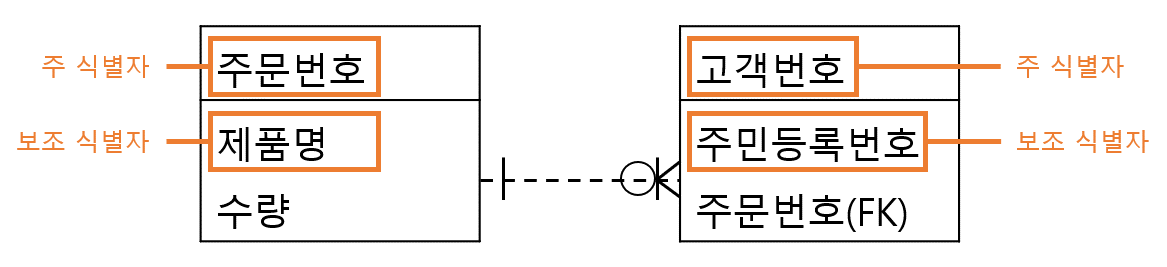 주 식별자
주문번호
보조 식별자
제품명
수량
고객번호
주 식별자
주민등록번호
보조 식별자
주문번호(FK)